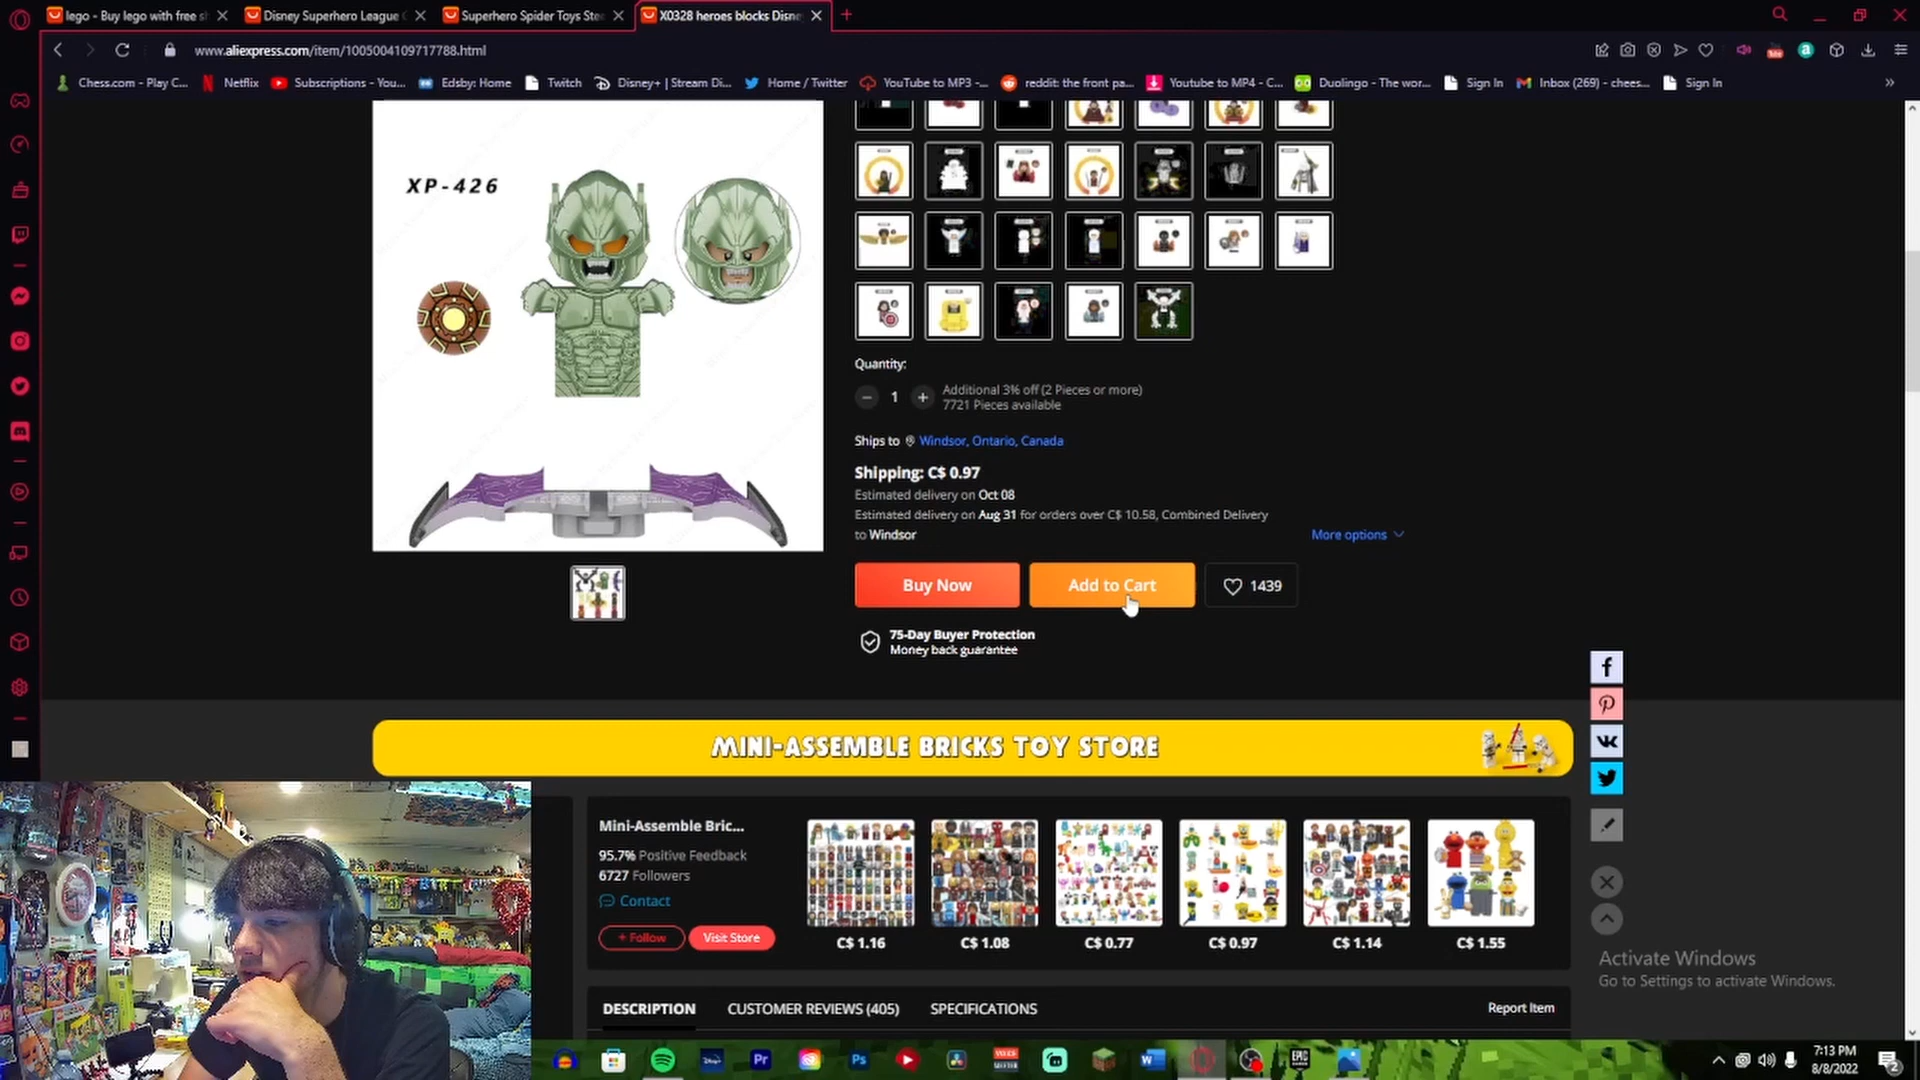 lego - Buy lego with free s
Disney Superhero League
Superhero Spider Toys Ste
X0328 heroes blocks Disne
www.aliexpress.com/item/1005004109717788.html
Chess.com - Play C...
Netflix
Subscriptions - You...
Edsby: Home
Twitch
Disney+ | Stream Di...
Home / Twitter
YouTube to MP3 -...
reddit: the front pa...
Youtube to MP4 - C...
Duolingo - The wor...
Sign In
Inbox (269) - chees...
Sign In
XP-426
Quantity:
1
Additional 3% off (2 Pieces or more)
7721 Pieces available
Ships to Windsor, Ontario, Canada
Shipping: C$ 0.97
Estimated delivery on Oct 08
Estimated delivery on Aug 31 for orders over C$ 10.58, Combined Delivery
to Windsor
More options
Buy Now
Add to Cart
1439
75-Day Buyer Protection
Money back guarantee
MINI-ASSEMBLE BRICKS TOY STORE
Mini-Assemble Bric...
95.7% Positive Feedback
6727 Followers
Contact
+ Follow
Visit Store
C$ 1.16
C$ 1.08
C$ 0.77
C$ 0.97
C$ 1.14
C$ 1.55
Activate Windows
Go to Settings to activate Windows.
DESCRIPTION
CUSTOMER REVIEWS (405)
SPECIFICATIONS
Report Item
Pr
Ps
W
EPIC
7:13 PM
8/8/2022
2